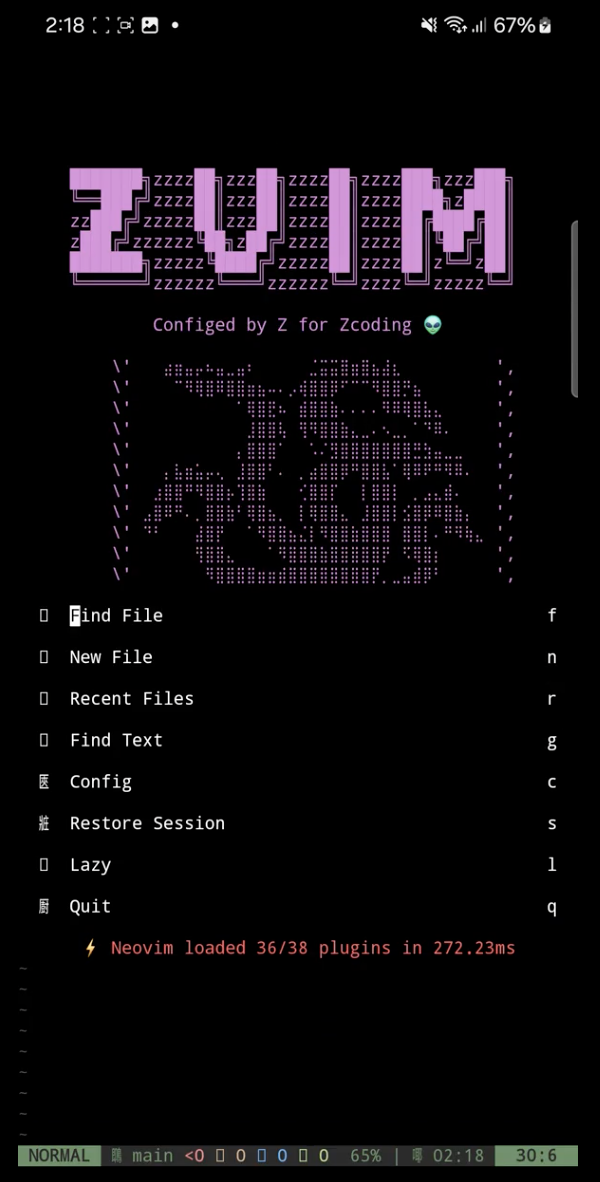 2:18 67%
ZVIM
Configed by Z for Zcoding 👽
Find File f
New File n
Recent Files r
Find Text g
Config c
Restore Session s
Lazy l
Quit q
⚡ Neovim loaded 36/38 plugins in 272.23ms
~
~
~
~
~
~
~
~
~
NORMAL main <0 0 0 0 65% | 02:18 30:6